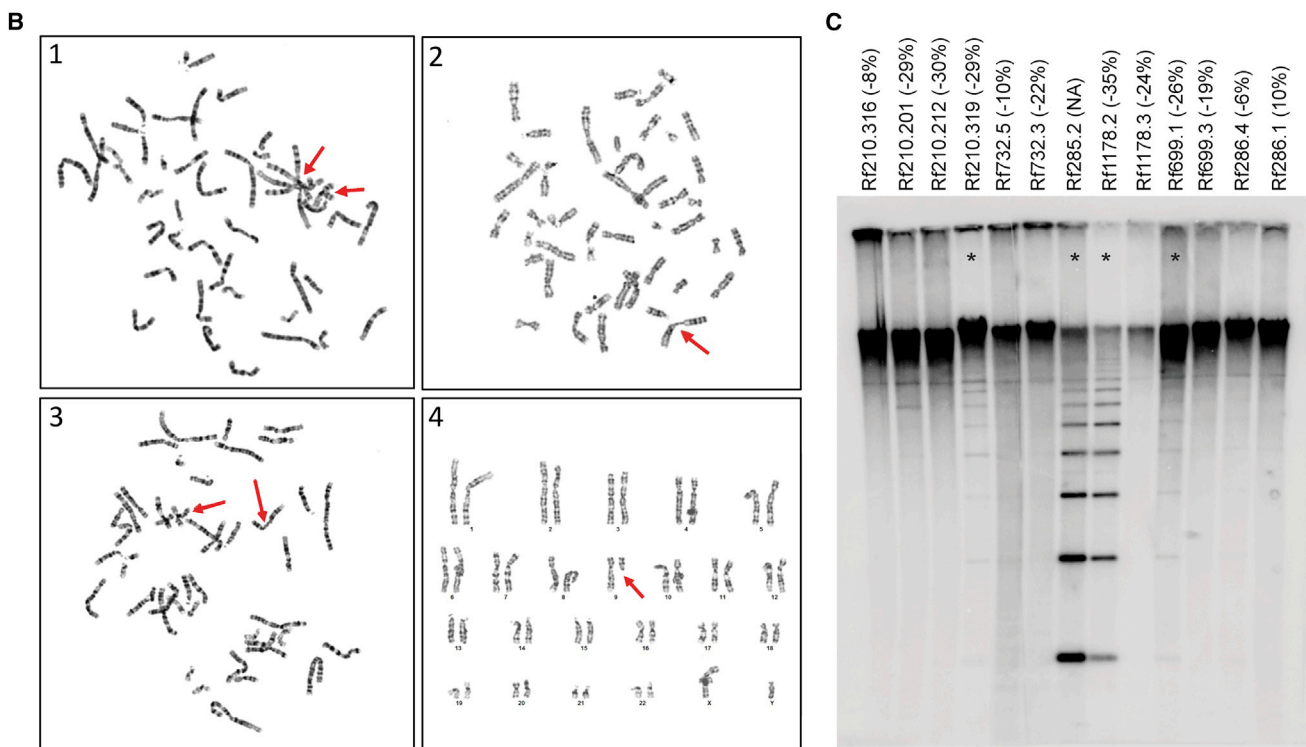 B
1
2
3
4
1 2 3 4 5
6 7 8 9 10 11 12
13 14 15 16 17 18
19 20 21 22 X Y
C
Rf210.316 (-8%)
Rf210.201 (-29%)
Rf210.212 (-30%)
Rf210.319 (-29%)
Rf732.5 (-10%)
Rf732.3 (-22%)
Rf285.2 (NA)
Rf1178.2 (-35%)
Rf1178.3 (-24%)
Rf699.1 (-26%)
Rf699.3 (-19%)
Rf286.4 (-6%)
Rf286.1 (10%)
* * * *